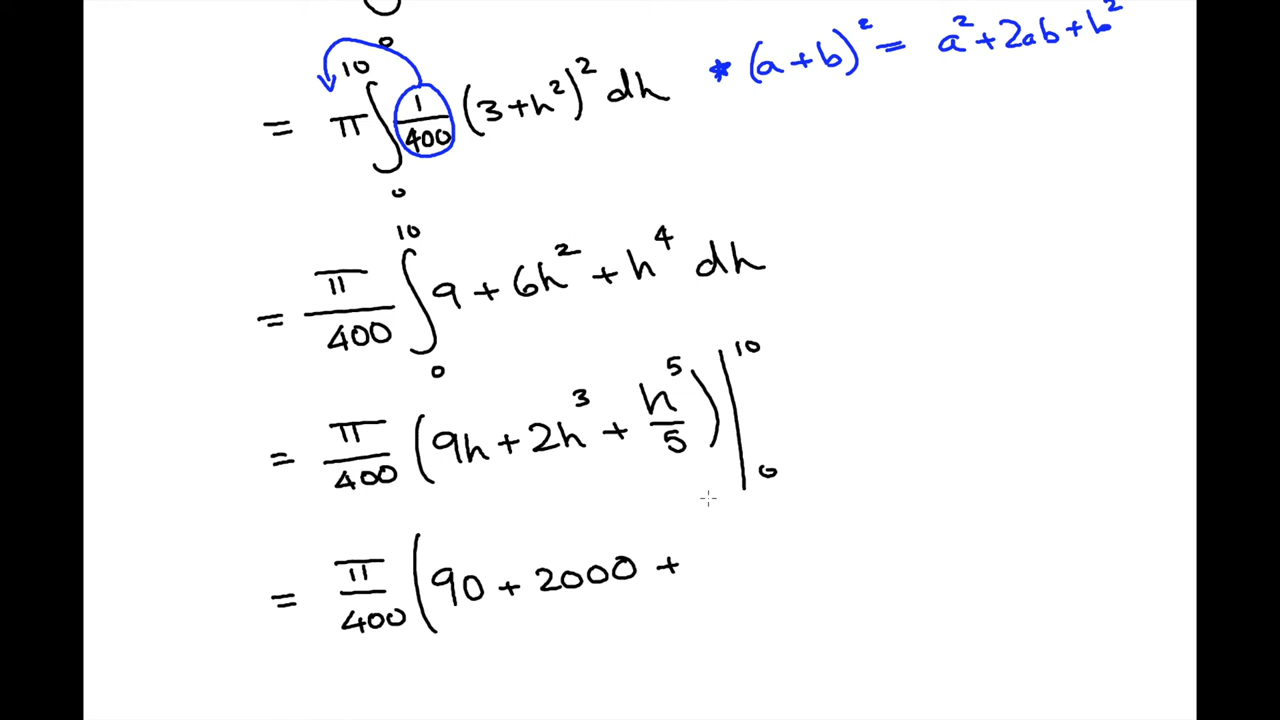 = π ∫₀¹⁰ 1/400 (3+h²)² dh * (a+b)² = a²+2ab+b²
= π/400 ∫₀¹⁰ 9 + 6h² + h⁴ dh
= π/400 (9h + 2h³ + h⁵/5) |₀¹⁰
= π/400 (90 + 2000 +